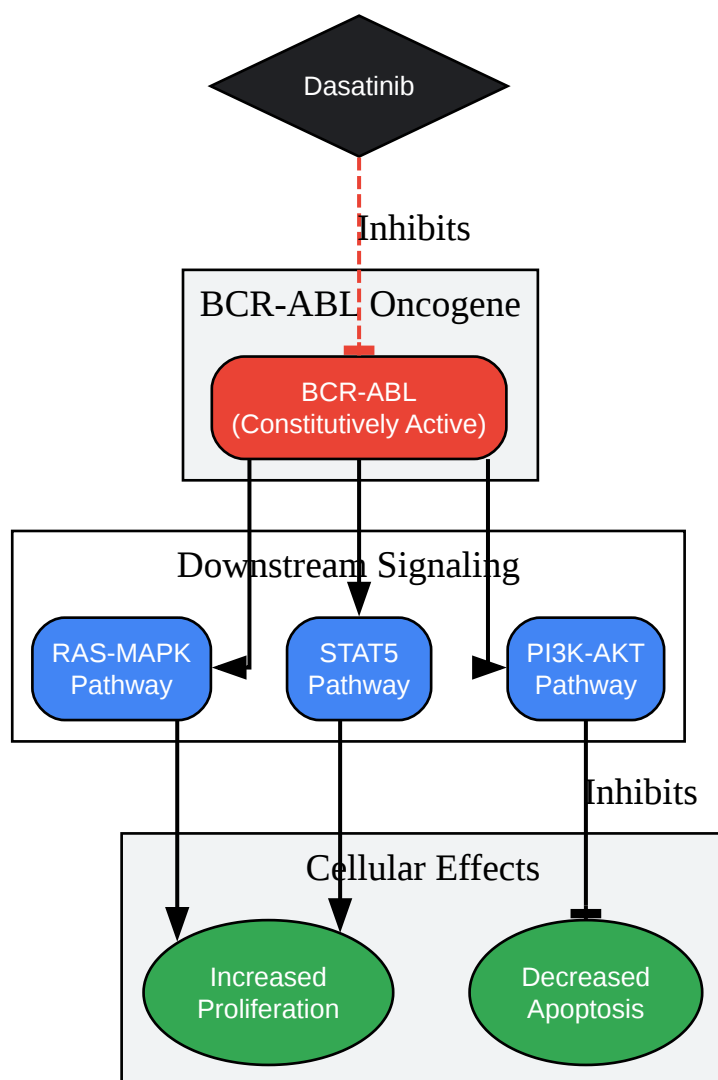 Dasatinib
Inhibits
BCR-ABL Oncogene
BCR-ABL
(Constitutively Active)
Downstream Signaling
RAS-MAPK
Pathway
STAT5
Pathway
PI3K-AKT
Pathway
Inhibits
Cellular Effects
Increased
Proliferation
Decreased
Apoptosis